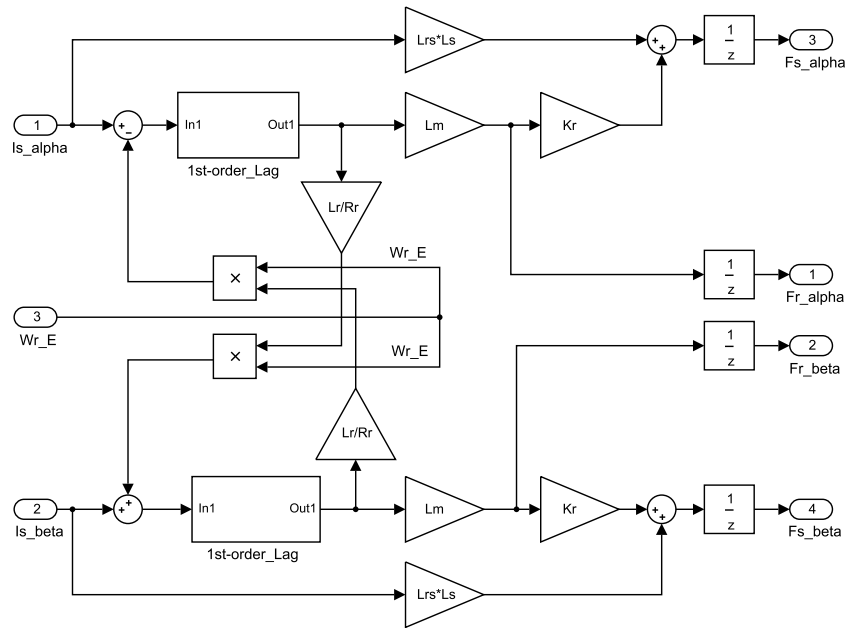 Lrs*Ls
+
+
1
z
3
Fs_alpha
1
Is_alpha
+
−
In1
Out1
1st-order_Lag
Lm
Kr
Lr/Rr
×
Wr_E
1
z
1
Fr_alpha
3
Wr_E
×
Wr_E
1
z
2
Fr_beta
Lr/Rr
2
Is_beta
+
+
In1
Out1
1st-order_Lag
Lm
Kr
+
+
1
z
4
Fs_beta
Lrs*Ls